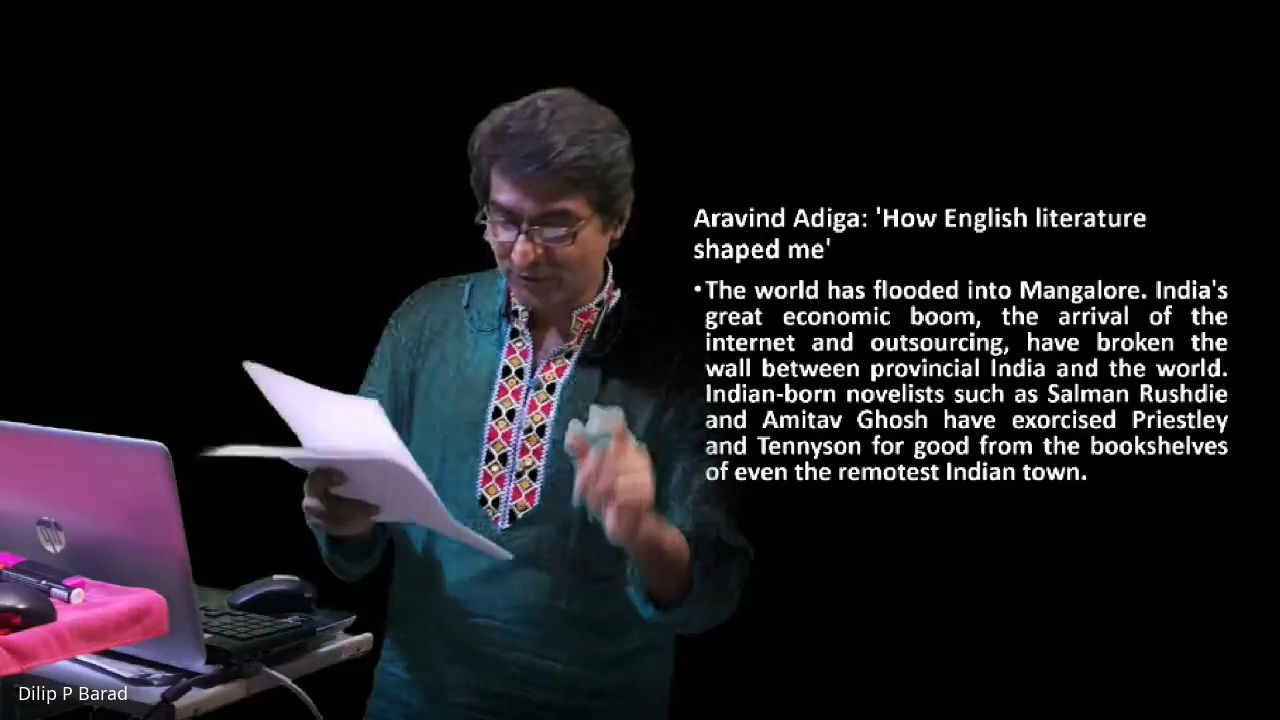 Aravind Adiga: 'How English literature
shaped me'
•The world has flooded into Mangalore. India's
great economic boom, the arrival of the
internet and outsourcing, have broken the
wall between provincial India and the world.
Indian-born novelists such as Salman Rushdie
and Amitav Ghosh have exorcised Priestley
and Tennyson for good from the bookshelves
of even the remotest Indian town.
hp
Dilip P Barad